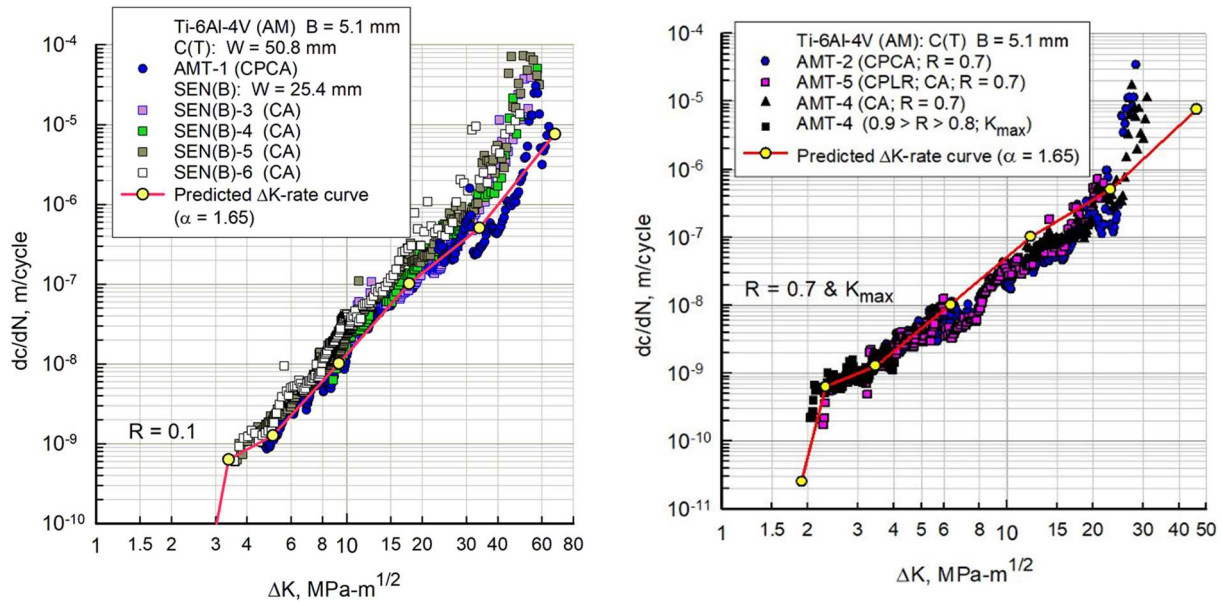 Ti-6Al-4V (AM)  B = 5.1 mm
C(T):  W = 50.8 mm
AMT-1 (CPCA)
SEN(B):  W = 25.4 mm
SEN(B)-3  (CA)
SEN(B)-4  (CA)
SEN(B)-5  (CA)
SEN(B)-6  (CA)
Predicted ΔK-rate curve
(α = 1.65)
dc/dN, m/cycle
10^-4
10^-5
10^-6
10^-7
10^-8
10^-9
10^-10
R = 0.1
1 1.5 2 3 4 6 8 10 15 20 30 40 60 80
ΔK, MPa-m^1/2
Ti-6Al-4V (AM): C(T)  B = 5.1 mm
AMT-2 (CPCA; R = 0.7)
AMT-5 (CPLR; CA; R = 0.7)
AMT-4 (CA; R = 0.7)
AMT-4  (0.9 > R > 0.8; K_max)
Predicted ΔK-rate curve (α = 1.65)
dc/dN, m/cycle
10^-4
10^-5
10^-6
10^-7
10^-8
10^-9
10^-10
10^-11
R = 0.7 & K_max
1 1.5 2 3 4 5 6 8 10 15 20 30 40 50
ΔK, MPa-m^1/2